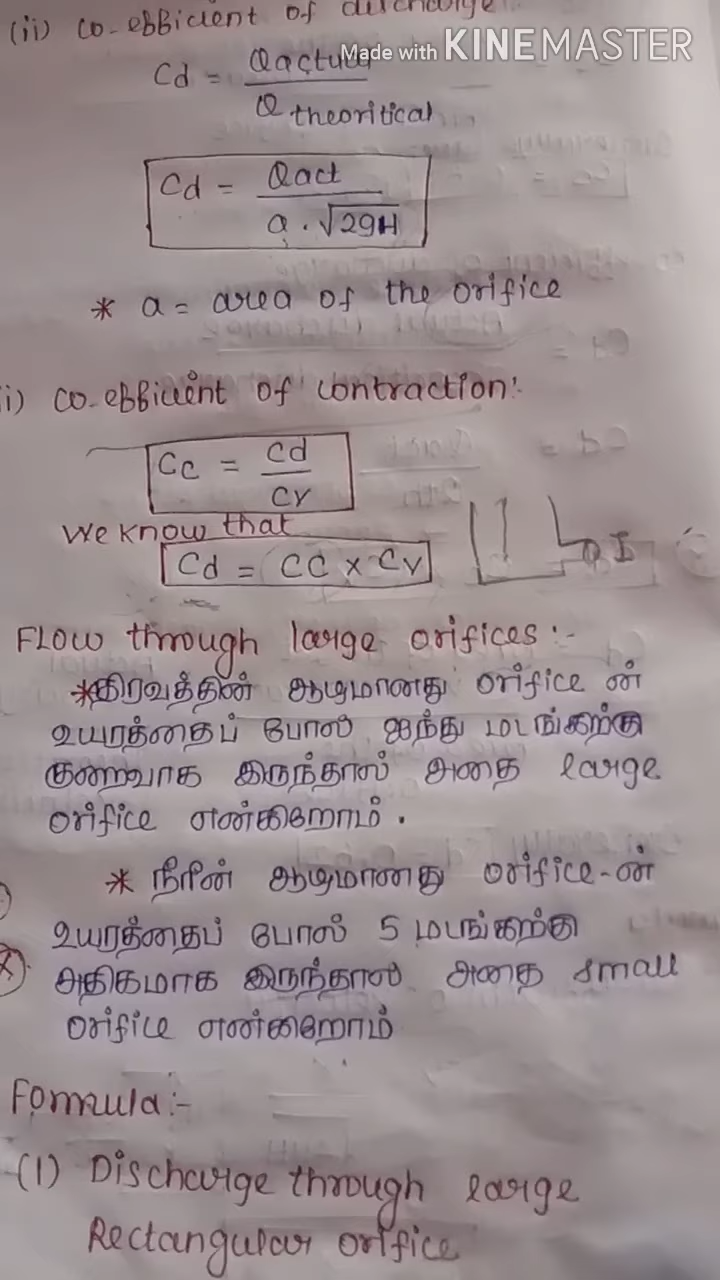 (ii) co-efficient of discharge
Made with KINEMASTER
Cd = Qactual / Q theoritical
Cd = Qact / a . √2gH
* a = area of the orifice
i) co-efficient of contraction:
Cc = Cd / Cv
We know that
Cd = CC x Cv
FLOW through large orifices :-
*திரவத்தின் ஆழமானது orifice ன்
உயரத்தைப் போல் ஐந்து மடங்கிற்கு
குறைவாக இருந்தால் அதை large
orifice என்கிறோம்.
* நீரின் ஆழமானது orifice-ன்
உயரத்தைப் போல் 5 மடங்கிற்கு
அதிகமாக இருந்தால் அதை small
orifice என்கிறோம்
Formula:-
(1) Discharge through large
Rectangular orifice